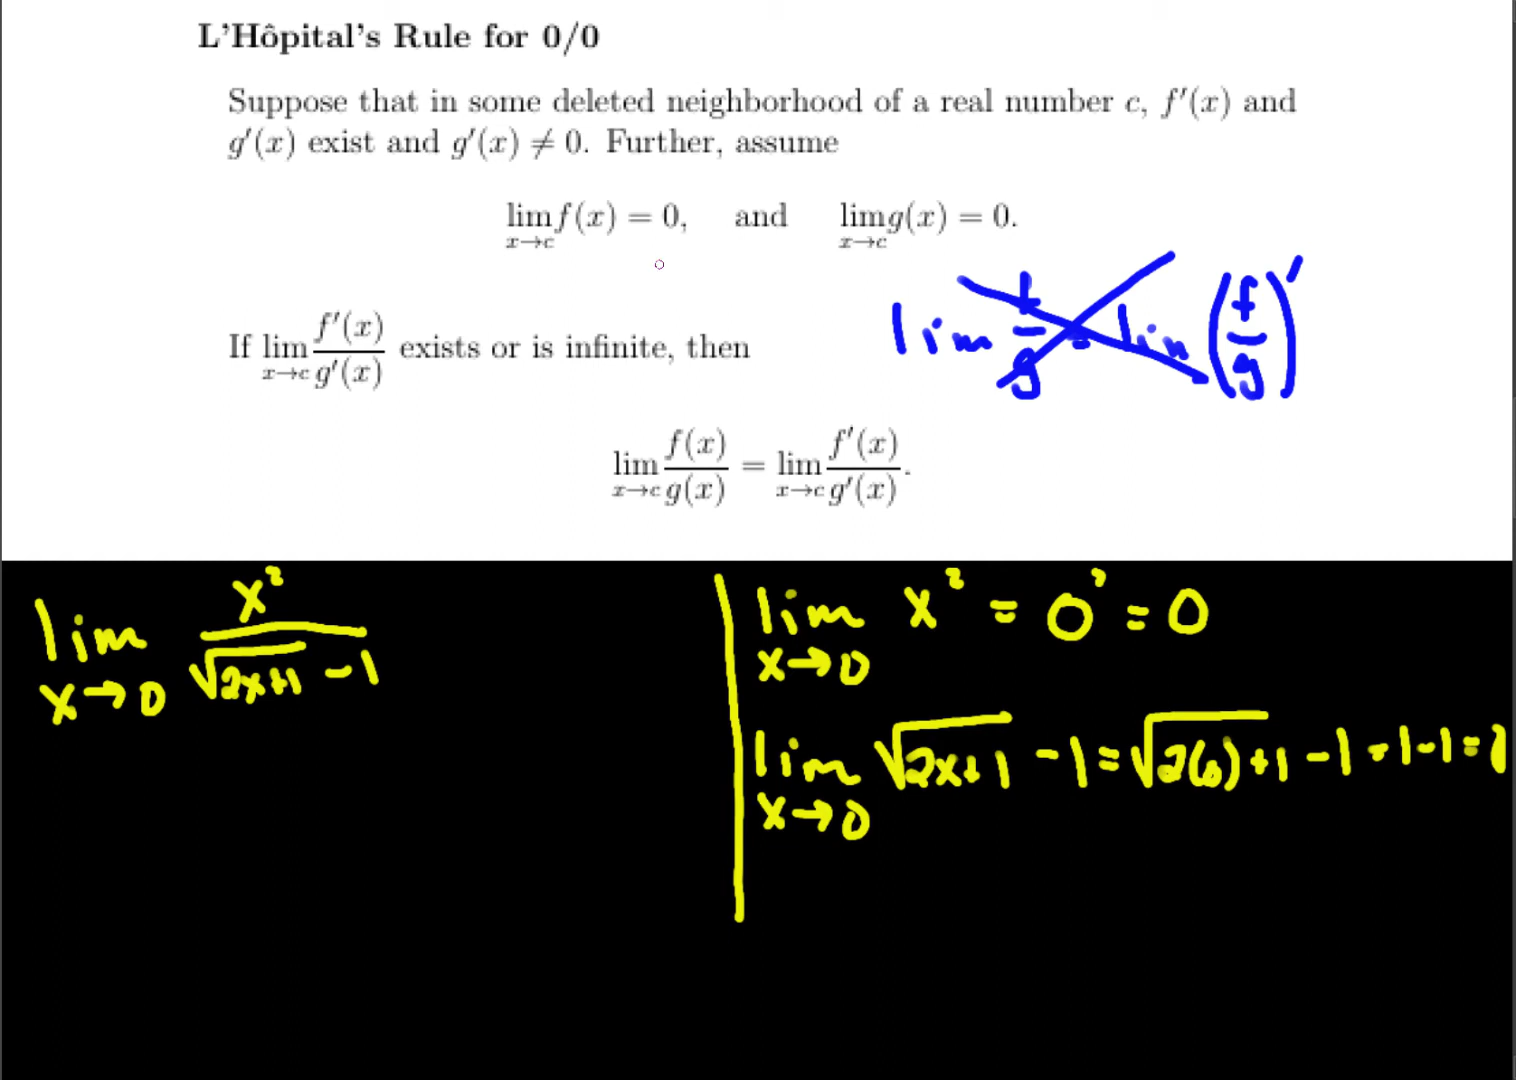 L'Hôpital's Rule for 0/0
Suppose that in some deleted neighborhood of a real number c, f′(x) and
g′(x) exist and g′(x) ≠ 0. Further, assume
lim_{x→c} f(x) = 0, and lim_{x→c} g(x) = 0.
lim f/g = lim (f/g)′
If lim_{x→c} f′(x)/g′(x) exists or is infinite, then
lim_{x→c} f(x)/g(x) = lim_{x→c} f′(x)/g′(x).
lim_{x→0} x²/(√(2x+1) - 1)
lim_{x→0} x² = 0² = 0
lim_{x→0} √(2x+1) - 1 = √(2(0)+1) - 1 = 1-1 = 0